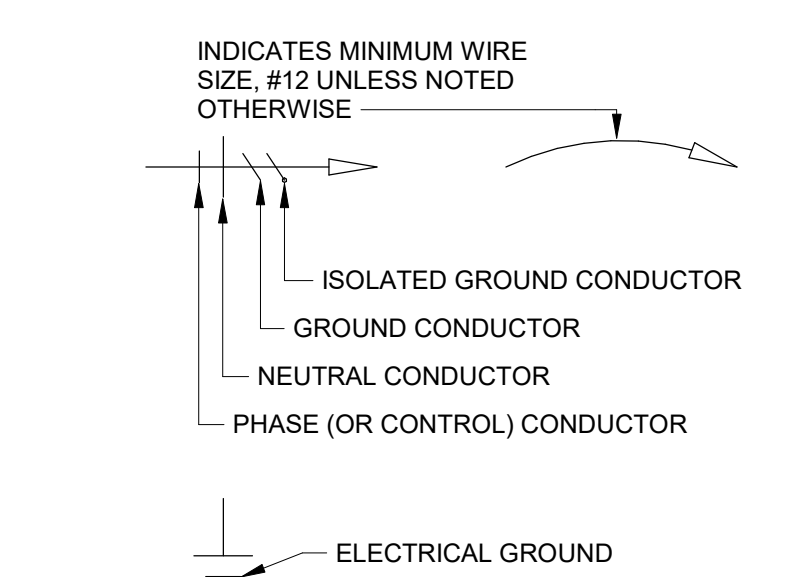 INDICATES MINIMUM WIRE
SIZE, #12 UNLESS NOTED
OTHERWISE
ISOLATED GROUND CONDUCTOR
GROUND CONDUCTOR
NEUTRAL CONDUCTOR
PHASE (OR CONTROL) CONDUCTOR
ELECTRICAL GROUND